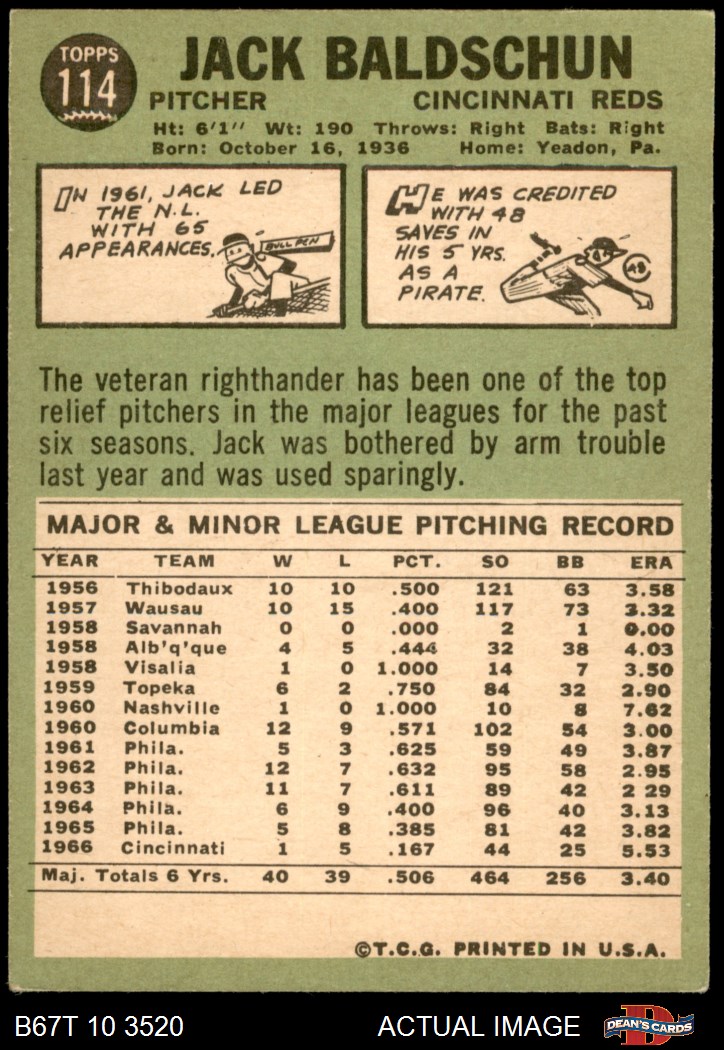 TOPPS
114
JACK BALDSCHUN
PITCHER CINCINNATI REDS
Ht: 6'1" Wt: 190 Throws: Right Bats: Right
Born: October 16, 1936 Home: Yeadon, Pa.
IN 1961, JACK LED
THE N.L.
WITH 65
APPEARANCES.
BULL PEN
HE WAS CREDITED
WITH 48
SAVES IN
HIS 5 YRS.
AS A
PIRATE.
48
The veteran righthander has been one of the top
relief pitchers in the major leagues for the past
six seasons. Jack was bothered by arm trouble
last year and was used sparingly.
MAJOR & MINOR LEAGUE PITCHING RECORD
YEAR TEAM W L PCT. SO BB ERA
1956 Thibodaux 10 10 .500 121 63 3.58
1957 Wausau 10 15 .400 117 73 3.32
1958 Savannah 0 0 .000 2 1 0.00
1958 Alb'q'que 4 5 .444 32 38 4.03
1958 Visalia 1 0 1.000 14 7 3.50
1959 Topeka 6 2 .750 84 32 2.90
1960 Nashville 1 0 1.000 10 8 7.62
1960 Columbia 12 9 .571 102 54 3.00
1961 Phila. 5 3 .625 59 49 3.87
1962 Phila. 12 7 .632 95 58 2.95
1963 Phila. 11 7 .611 89 42 2 29
1964 Phila. 6 9 .400 96 40 3.13
1965 Phila. 5 8 .385 81 42 3.82
1966 Cincinnati 1 5 .167 44 25 5.53
Maj. Totals 6 Yrs. 40 39 .506 464 256 3.40
©T.C.G. PRINTED IN U.S.A.
B67T 10 3520 ACTUAL IMAGE
D
DEAN'S CARDS